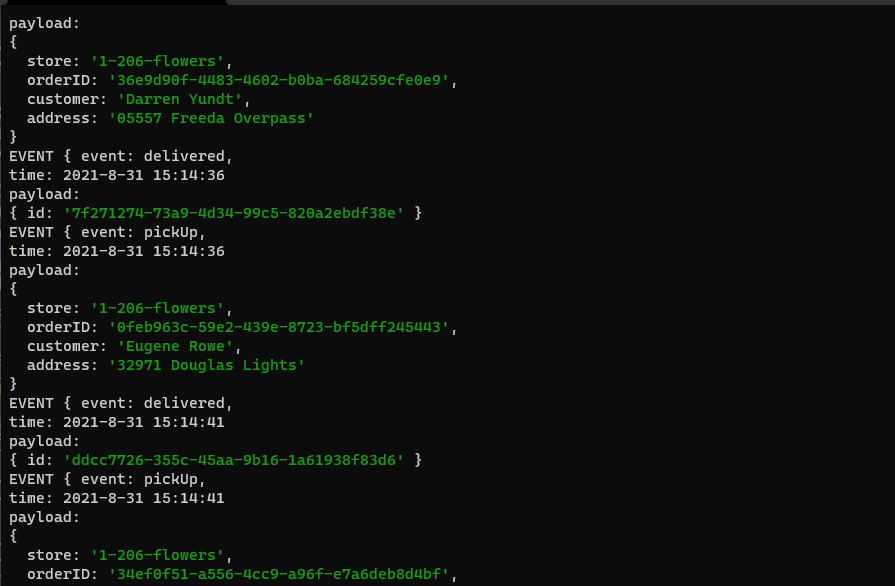 payload:
{
  store: '1-206-flowers',
  orderID: '36e9d90f-4483-4602-b0ba-684259cfe0e9',
  customer: 'Darren Yundt',
  address: '05557 Freeda Overpass'
}
EVENT { event: delivered,
time: 2021-8-31 15:14:36
payload:
{ id: '7f271274-73a9-4d34-99c5-820a2ebdf38e' }
EVENT { event: pickUp,
time: 2021-8-31 15:14:36
payload:
{
  store: '1-206-flowers',
  orderID: '0feb963c-59e2-439e-8723-bf5dff245443',
  customer: 'Eugene Rowe',
  address: '32971 Douglas Lights'
}
EVENT { event: delivered,
time: 2021-8-31 15:14:41
payload:
{ id: 'ddcc7726-355c-45aa-9b16-1a61938f83d6' }
EVENT { event: pickUp,
time: 2021-8-31 15:14:41
payload:
{
  store: '1-206-flowers',
  orderID: '34ef0f51-a556-4cc9-a96f-e7a6deb8d4bf',